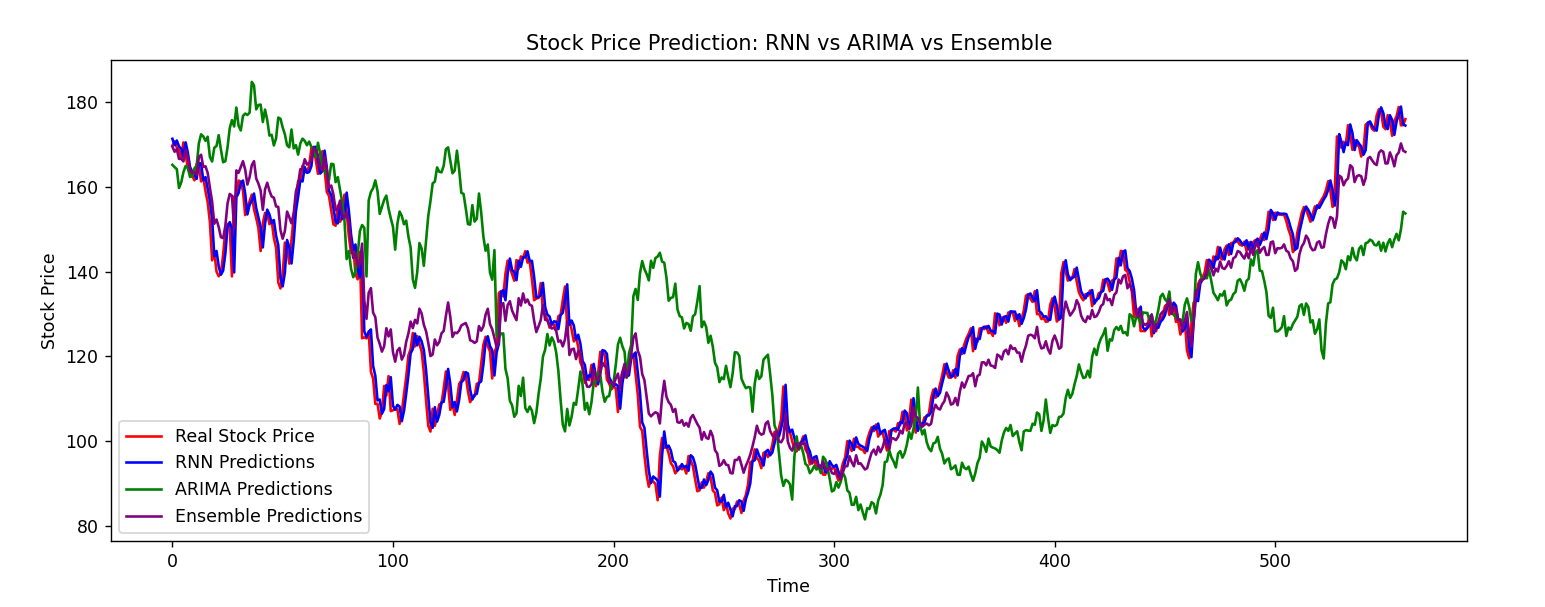 Stock Price Prediction: RNN vs ARIMA vs Ensemble
Stock Price
180
160
140
120
100
80
Real Stock Price
RNN Predictions
ARIMA Predictions
Ensemble Predictions
0 100 200 300 400 500
Time